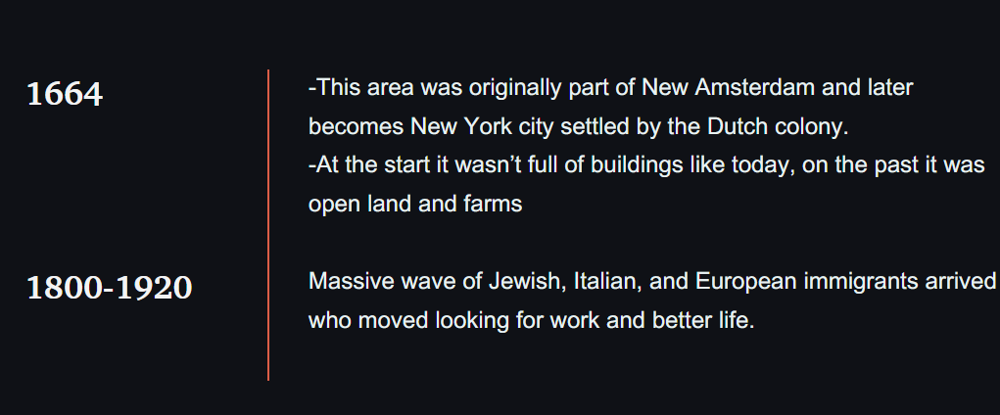 1664
-This area was originally part of New Amsterdam and later
becomes New York city settled by the Dutch colony.
-At the start it wasn’t full of buildings like today, on the past it was
open land and farms
1800-1920
Massive wave of Jewish, Italian, and European immigrants arrived
who moved looking for work and better life.